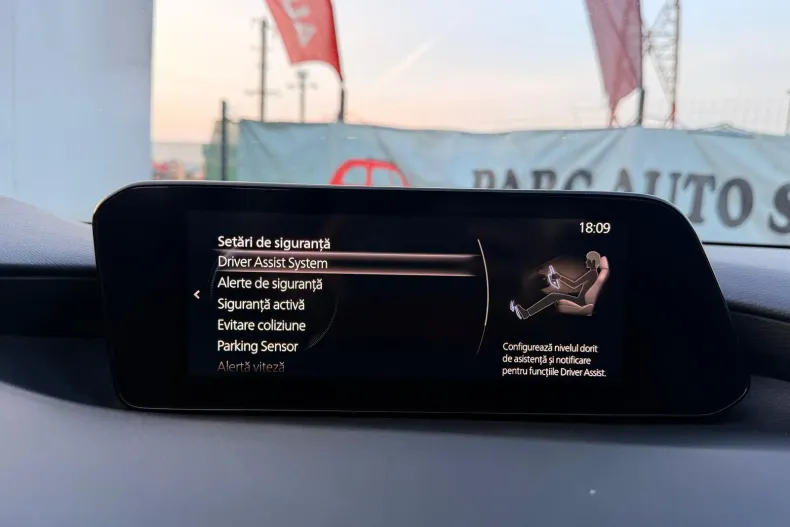 AUA
PARC AUTO S
18:09
Setări de siguranță
Driver Assist System
Alerte de siguranță
Siguranță activă
Evitare coliziune
Parking Sensor
Alertă viteză
Configurează nivelul dorit
de asistență și notificare
pentru funcțiile Driver Assist.